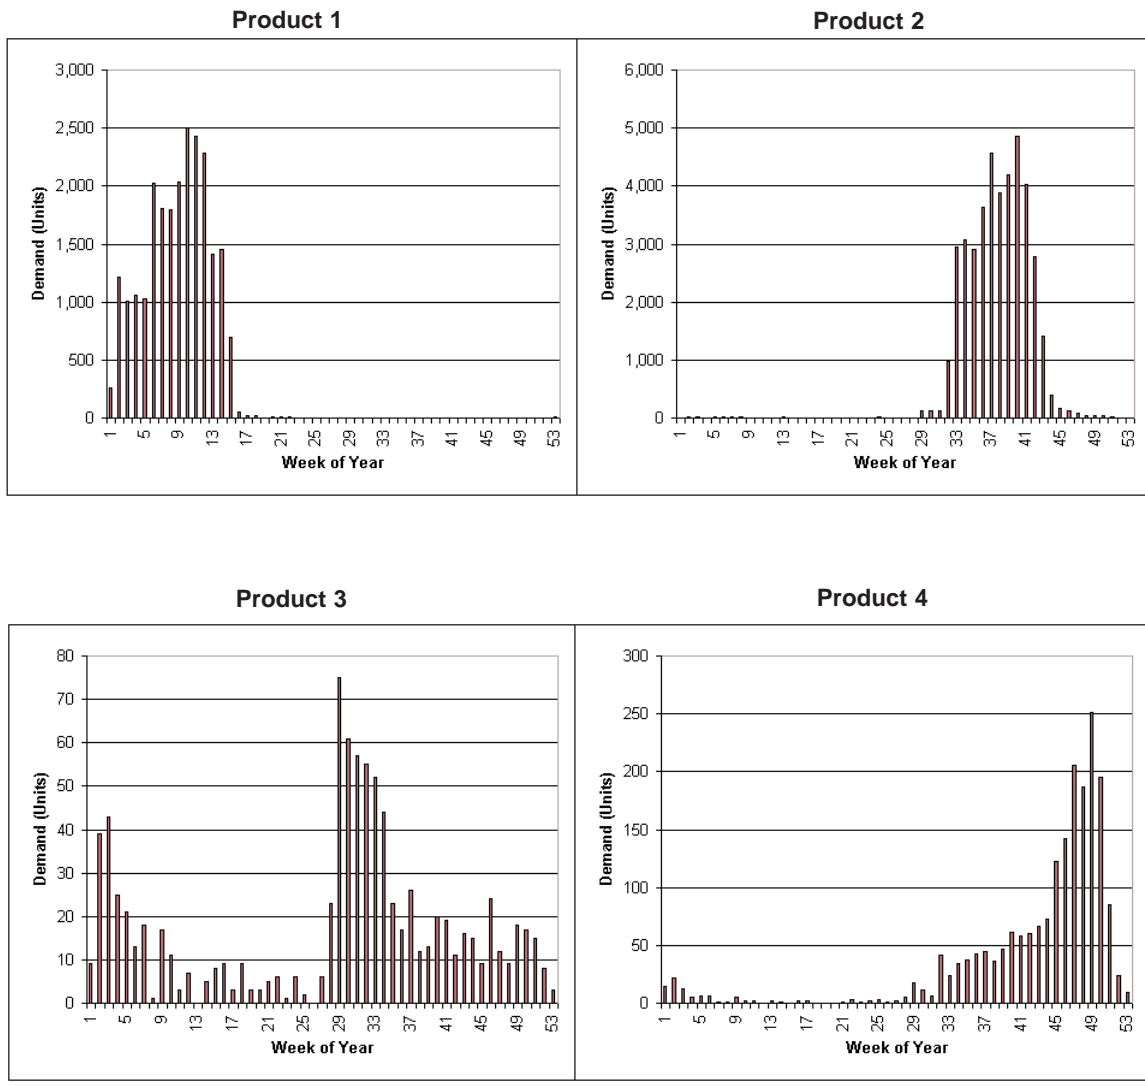 Product 1
3,000
2,500
2,000
1,500
1,000
500
0
Demand (Units)
1 5 9 13 17 21 25 29 33 37 41 45 49 53
Week of Year
Product 2
6,000
5,000
4,000
3,000
2,000
1,000
0
Demand (Units)
1 5 9 13 17 21 25 29 33 37 41 45 49 53
Week of Year
Product 3
80
70
60
50
40
30
20
10
0
Demand (Units)
1 5 9 13 17 21 25 29 33 37 41 45 49 53
Week of Year
Product 4
300
250
200
150
100
50
0
Demand (Units)
1 5 9 13 17 21 25 29 33 37 41 45 49 53
Week of Year